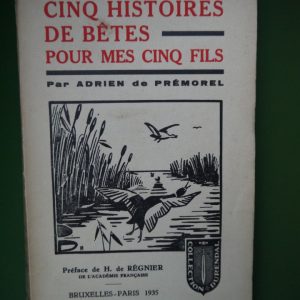 CINQ HISTOIRES
DE BÊTES
POUR MES CINQ FILS
Par ADRIEN de PRÉMOREL
Préface de H. de RÉGNIER
DE L'ACADÉMIE FRANÇAISE
BRUXELLES-PARIS 1935
COLLECTION
DURENDAL